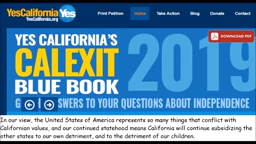 YesCalifornia Yes
YesCalifornia.org
Print Petition Home Take Action Blog Donate Contact
YES CALIFORNIA'S
CALEXIT
BLUE BOOK
2019
DOWNLOAD PDF
SWERS TO YOUR QUESTIONS ABOUT INDEPENDENCE
In our view, the United States of America represents so many things that conflict with
Californian values, and our continued statehood means California will continue subsidizing the
other states to our own detriment, and to the detriment of our children.